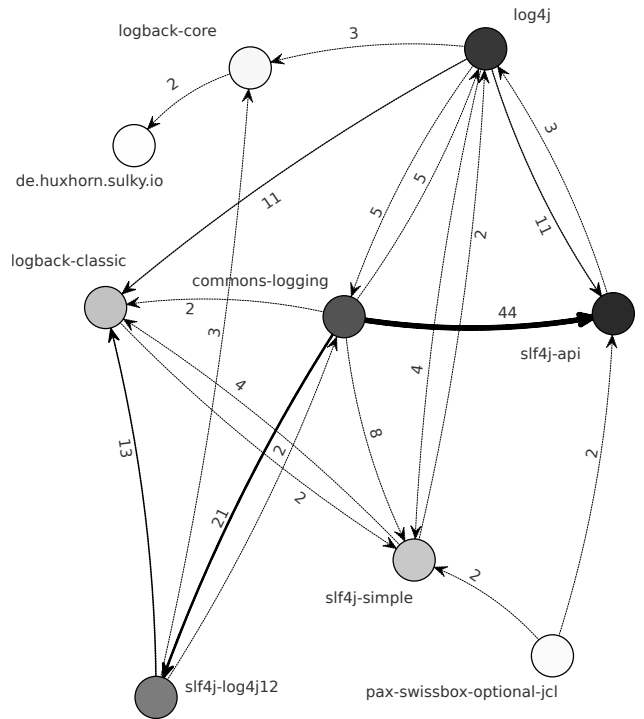 log4j
logback-core
3
2
3
de.huxhorn.sulky.io
5
5
11
11
2
logback-classic
commons-logging
2
44
3
slf4j-api
4
4
8
13
2
2
2
21
2
slf4j-simple
slf4j-log4j12
pax-swissbox-optional-jcl